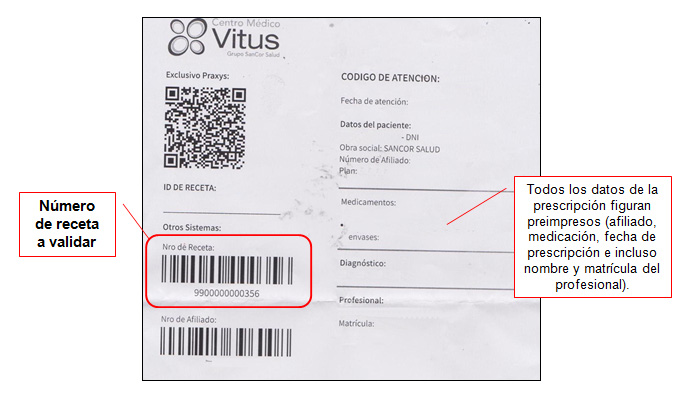 Centro Médico
Vitus
Grupo SanCor Salud
Exclusivo Praxys:
ID DE RECETA:
Otros Sistemas:
Nro de Receta:
9900000000356
Nro de Afiliado:
CODIGO DE ATENCION:
Fecha de atención:
Datos del paciente:
- DNI
Obra social: SANCOR SALUD
Número de Afiliado:
Plan:
Medicamentos:
envases:
Diagnóstico:
Profesional:
Matrícula:
Número
de receta
a validar
Todos los datos de la
prescripción figuran
preimpresos (afiliado,
medicación, fecha de
prescripción e incluso
nombre y matrícula del
profesional).